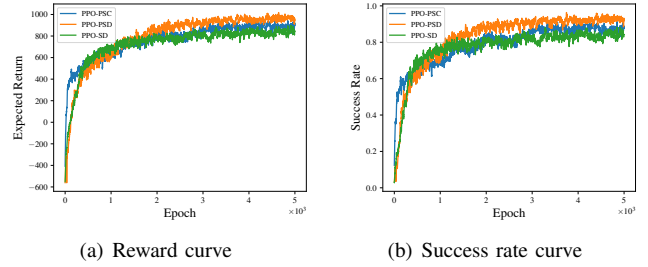 PPO-PSC
PPO-PSD
PPO-SD
Expected Return
1000
800
600
400
200
0
−200
−400
−600
0 1 2 3 4 5
Epoch
×10³
(a) Reward curve
PPO-PSC
PPO-PSD
PPO-SD
Success Rate
1.0
0.8
0.6
0.4
0.2
0.0
0 1 2 3 4 5
Epoch
×10³
(b) Success rate curve